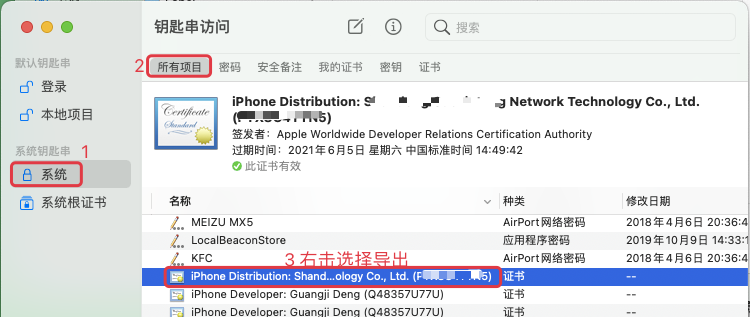 钥匙串访问
搜索
默认钥匙串
登录
本地项目
系统钥匙串
1
系统
系统根证书
2 所有项目 密码 安全备注 我的证书 密钥 证书
iPhone Distribution: Network Technology Co., Ltd.
签发者: Apple Worldwide Developer Relations Certification Authority
过期时间: 2021年6月5日 星期六 中国标准时间 14:49:42
此证书有效
Certificate
Standard
名称 种类 修改日期
MEIZU MX5 AirPort网络密码 2018年4月6日 20:36:4
LocalBeaconStore 应用程序密码 2019年10月9日 14:33:1
KFC AirPort网络密码 2018年4月6日 20:36:4
3 右击选择导出
iPhone Distribution: Shand...ology Co., Ltd. 证书 --
iPhone Developer: Guangji Deng (Q48357U77U) 证书 --
iPhone Developer: Guangji Deng (Q48357U77U) 证书 --